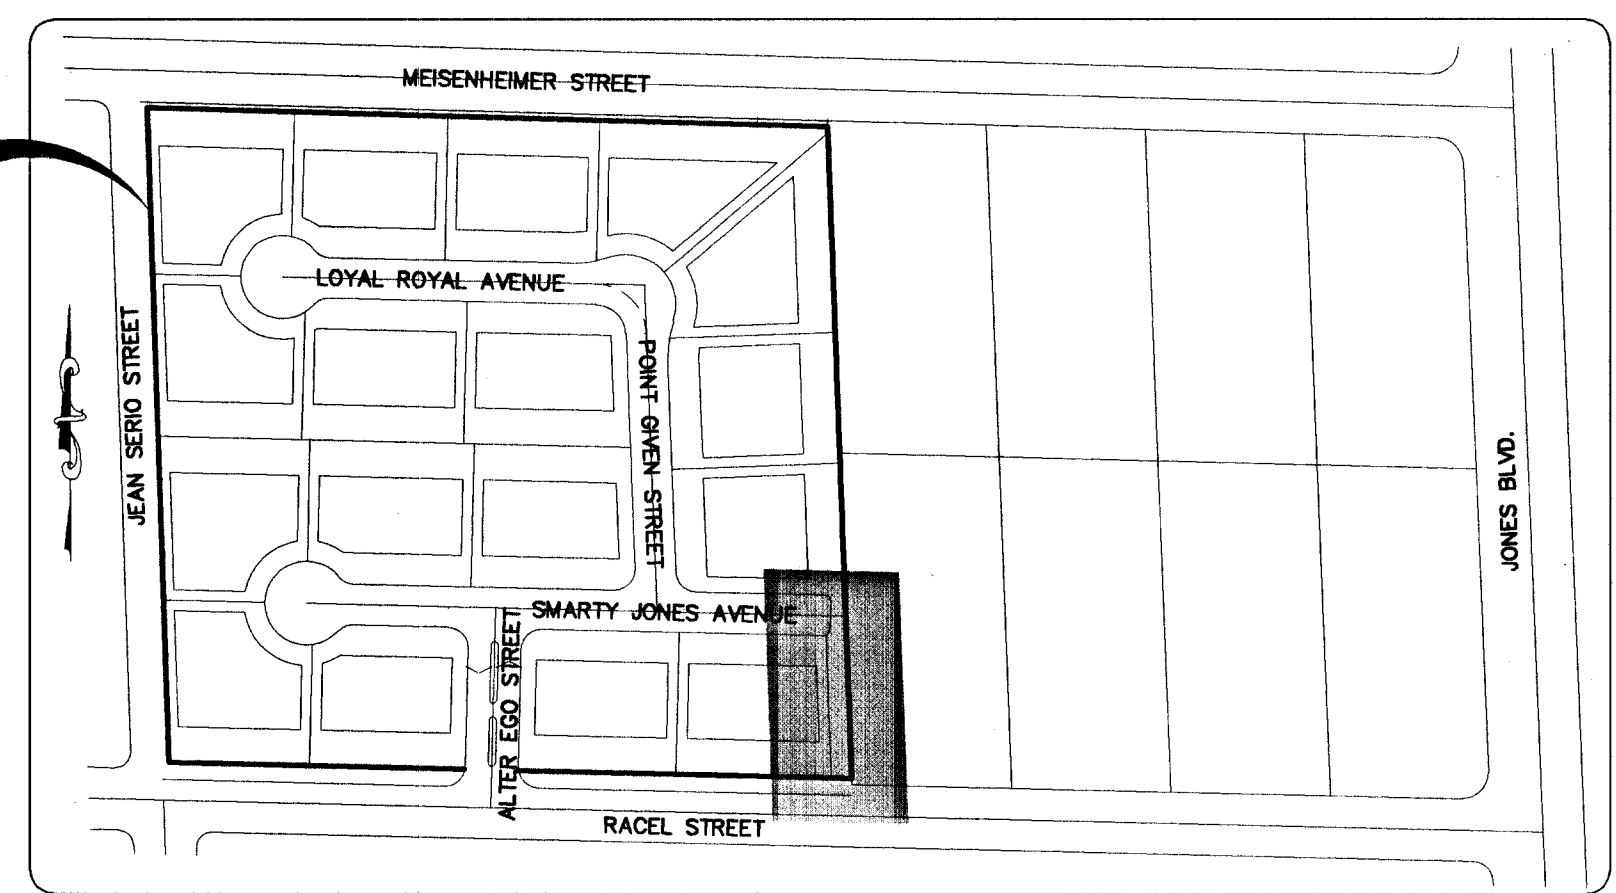 MEISENHEIMER STREET
LOYAL ROYAL AVENUE
JEAN SERIO STREET
POINT GIVEN STREET
JONES BLVD.
SMARTY JONES AVENUE
ALTER EGO STREET
RACEL STREET